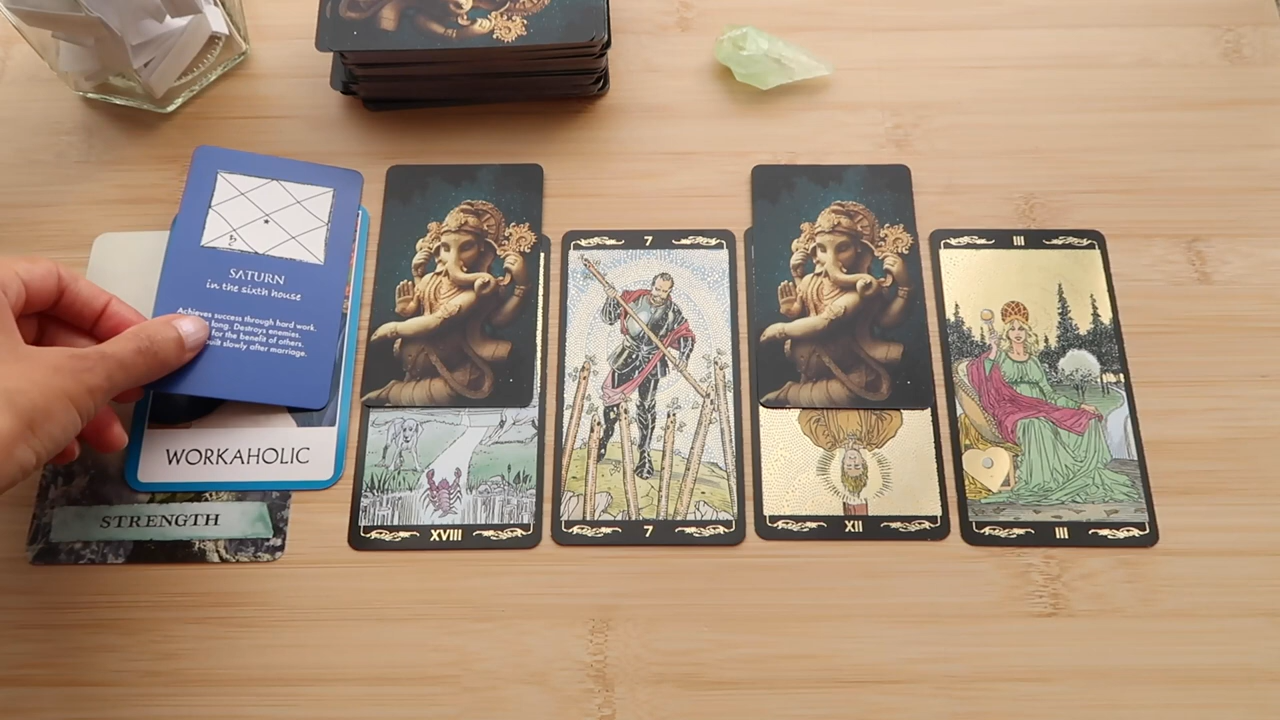 SATURN
in the sixth house
Achieves success through hard work.
long. Destroys enemies.
for the benefit of others.
built slowly after marriage.
WORKAHOLIC
STRENGTH
XVIII
7
7
XII
III
III